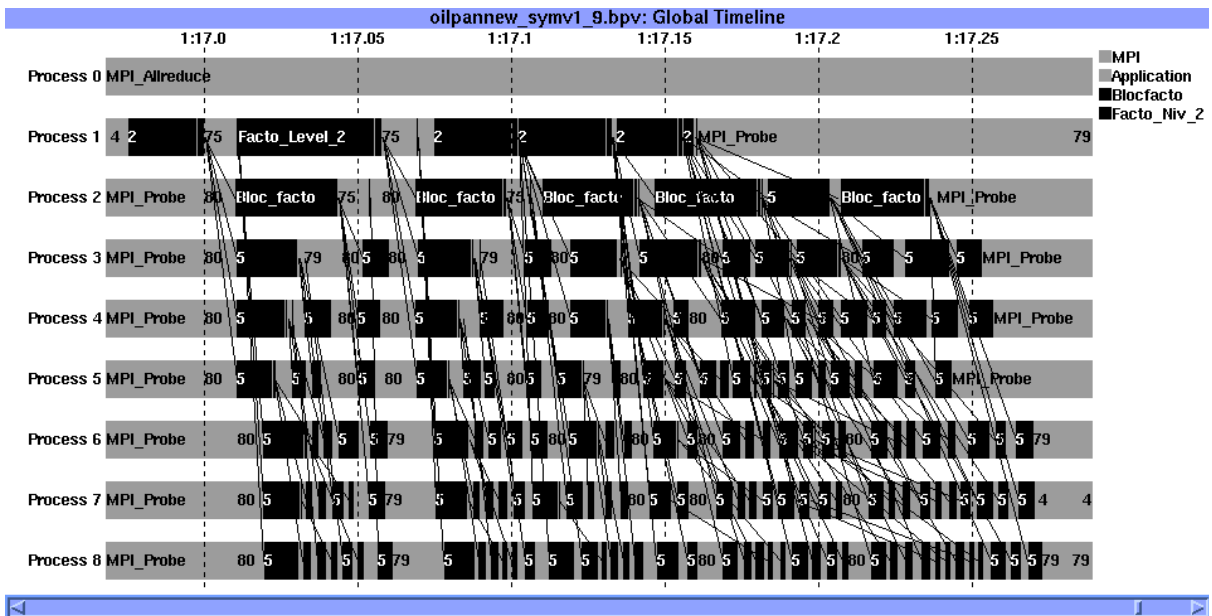 oilpannew_symv1_9.bpv: Global Timeline
1:17.0 1:17.05 1:17.1 1:17.15 1:17.2 1:17.25
MPI
Application
Blocfacto
Facto_Niv_2
Process 0 MPI_Allreduce
Process 1 4 2 75 Facto_Level_2 75 2 2 2 2 MPI_Probe 79
Process 2 MPI_Probe 80 Bloc_facto 75 80 Bloc_facto 75 Bloc_facto Bloc_facto 5 Bloc_facto MPI_Probe
Process 3 MPI_Probe 80 5 79 80 5 80 5 79 5 80 5 5 80 5 5 5 80 5 5 5 MPI_Probe
Process 4 MPI_Probe 80 5 5 80 5 80 5 5 80 5 80 5 5 5 80 5 5 5 5 5 5 5 5 5 MPI_Probe
Process 5 MPI_Probe 80 5 5 80 5 80 5 5 5 80 5 5 79 80 5 5 5 5 5 5 5 5 5 5 5 MPI_Probe
Process 6 MPI_Probe 80 5 5 5 79 5 5 5 5 80 5 5 80 5 5 5 5 80 5 5 5 5 5 79
Process 7 MPI_Probe 80 5 5 79 5 5 5 5 80 5 5 80 5 5 5 5 5 80 5 5 5 5 5 5 4 4
Process 8 MPI_Probe 80 5 5 5 79 5 5 5 5 5 80 5 5 5 80 5 5 5 5 79 79